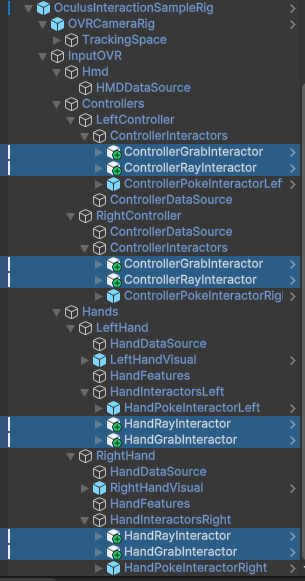 OculusInteractionSampleRig
OVRCameraRig
TrackingSpace
InputOVR
Hmd
HMDDataSource
Controllers
LeftController
ControllerInteractors
ControllerGrabInteractor
ControllerRayInteractor
ControllerPokeInteractorLef
ControllerDataSource
RightController
ControllerDataSource
ControllerInteractors
ControllerGrabInteractor
ControllerRayInteractor
ControllerPokeInteractorRig
Hands
LeftHand
HandDataSource
LeftHandVisual
HandFeatures
HandInteractorsLeft
HandPokeInteractorLeft
HandRayInteractor
HandGrabInteractor
RightHand
HandDataSource
RightHandVisual
HandFeatures
HandInteractorsRight
HandRayInteractor
HandGrabInteractor
HandPokeInteractorRight